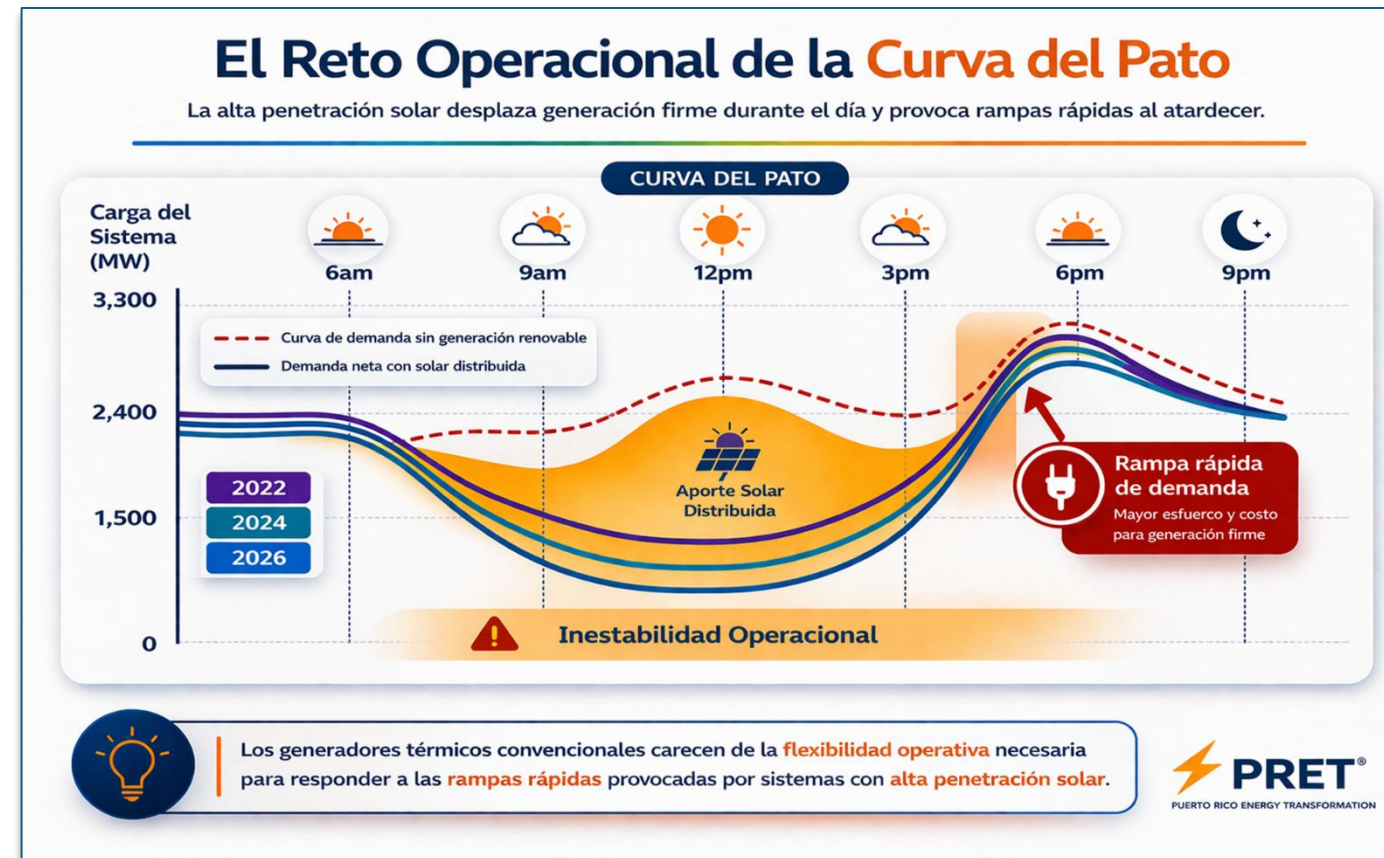 El Reto Operacional de la Curva del Pato
La alta penetración solar desplaza generación firme durante el día y provoca rampas rápidas al atardecer.
CURVA DEL PATO
Carga del
Sistema
(MW)
6am
9am
12pm
3pm
6pm
9pm
3,300
Curva de demanda sin generación renovable
Demanda neta con solar distribuida
2,400
Aporte Solar
Distribuida
Rampa rápida
de demanda
Mayor esfuerco y costo
para generación firme
2022
2024
2026
1,500
0
Inestabilidad Operacional
Los generadores térmicos convencionales carecen de la flexibilidad operativa necesaria
para responder a las rampas rápidas provocadas por sistemas con alta penetración solar.
PRET®
PUERTO RICO ENERGY TRANSFORMATION